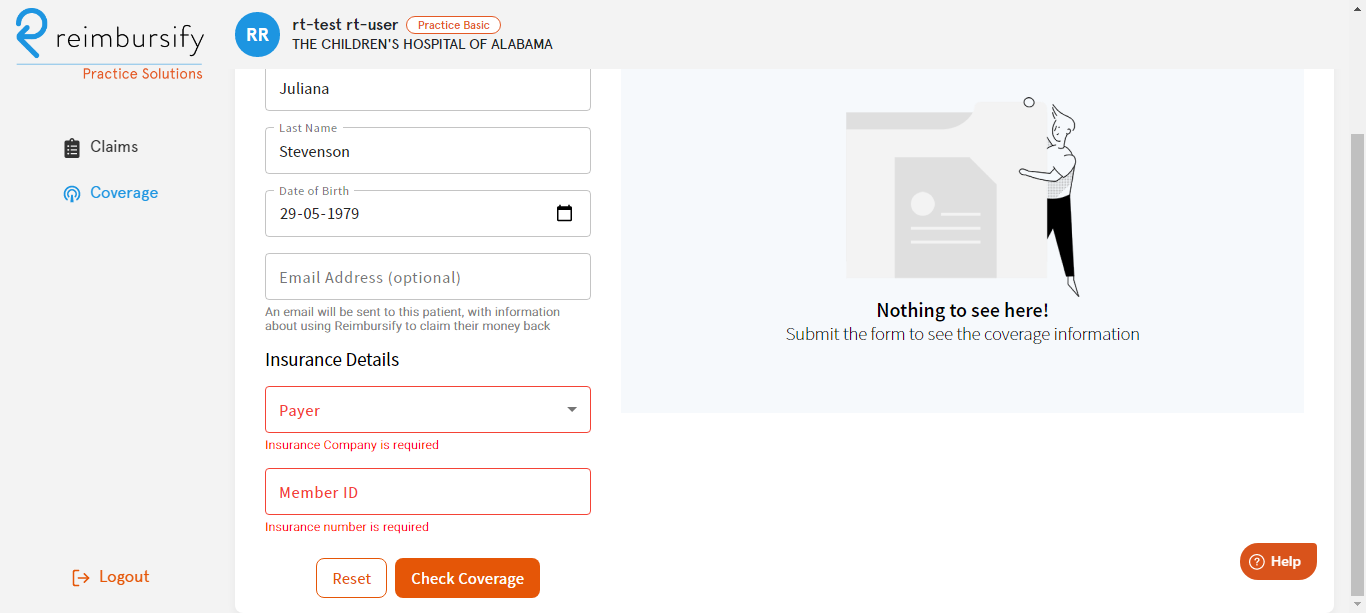 reimbursify
Practice Solutions
RR
rt-test rt-user
Practice Basic
THE CHILDREN'S HOSPITAL OF ALABAMA
Claims
Coverage
Logout
Juliana
Last Name
Stevenson
Date of Birth
29-05-1979
Email Address (optional)
An email will be sent to this patient, with information
about using Reimbursify to claim their money back
Insurance Details
Payer
Insurance Company is required
Member ID
Insurance number is required
Reset
Check Coverage
Nothing to see here!
Submit the form to see the coverage information
? Help